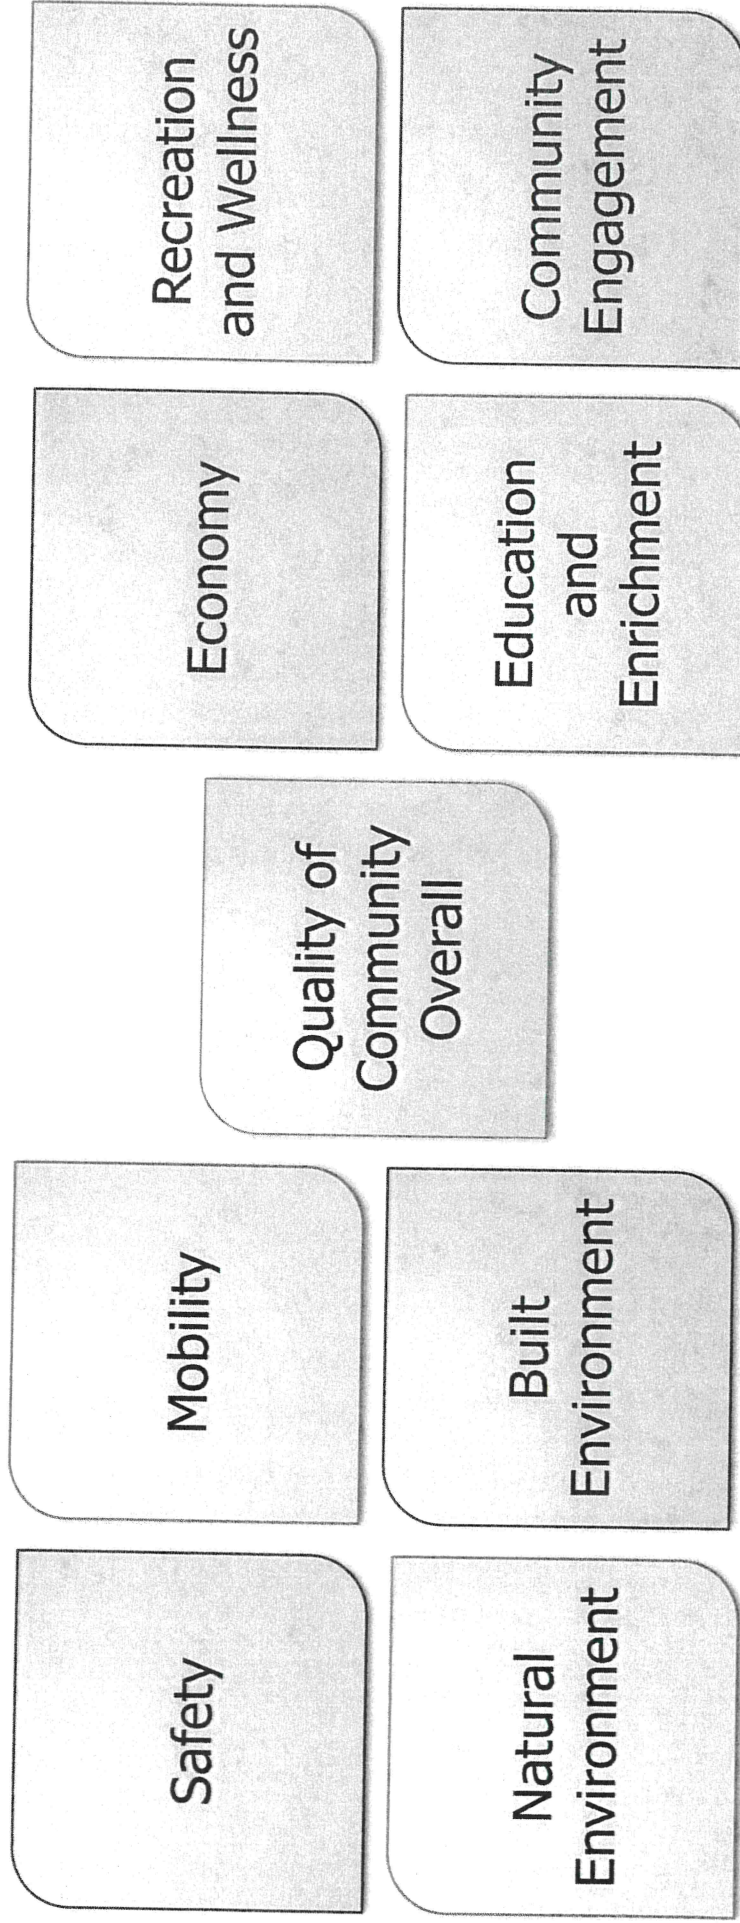 Safety
Mobility
Economy
Recreation
and Wellness
Quality of
Community
Overall
Natural
Environment
Built
Environment
Education
and
Enrichment
Community
Engagement